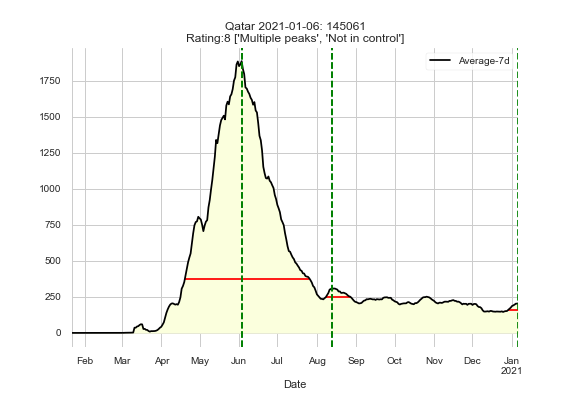 Qatar 2021-01-06: 145061
Rating:8 ['Multiple peaks', 'Not in control']
Average-7d
1750
1500
1250
1000
750
500
250
0
Feb Mar Apr May Jun Jul Aug Sep Oct Nov Dec Jan
2021
Date